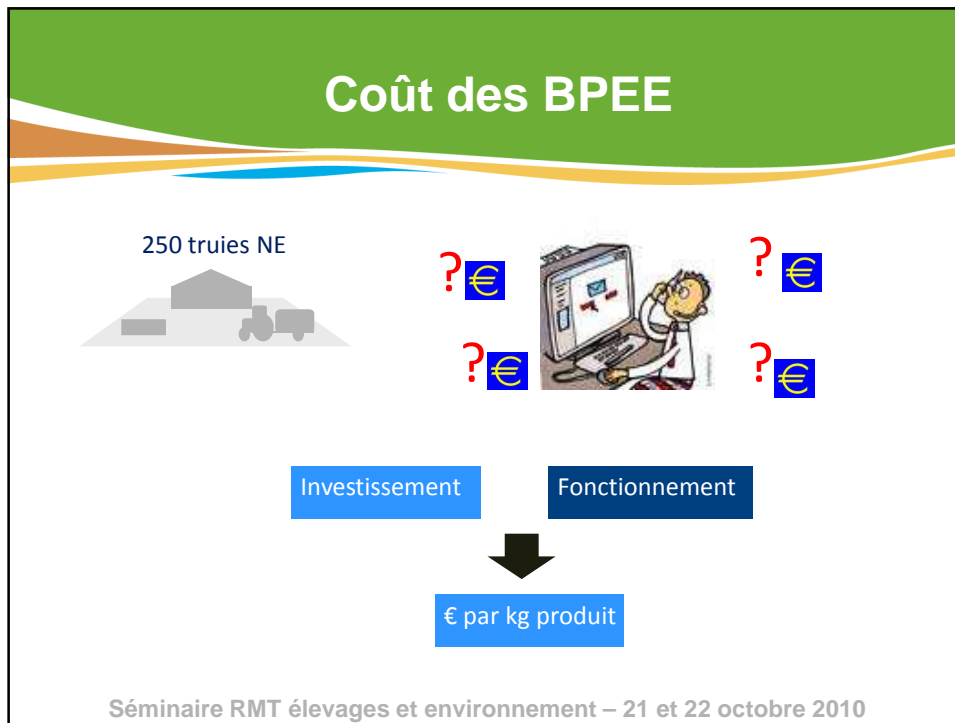 Coût des BPEE
250 truies NE
? €
? €
? €
? €
Investissement
Fonctionnement
€ par kg produit
Séminaire RMT élevages et environnement – 21 et 22 octobre 2010